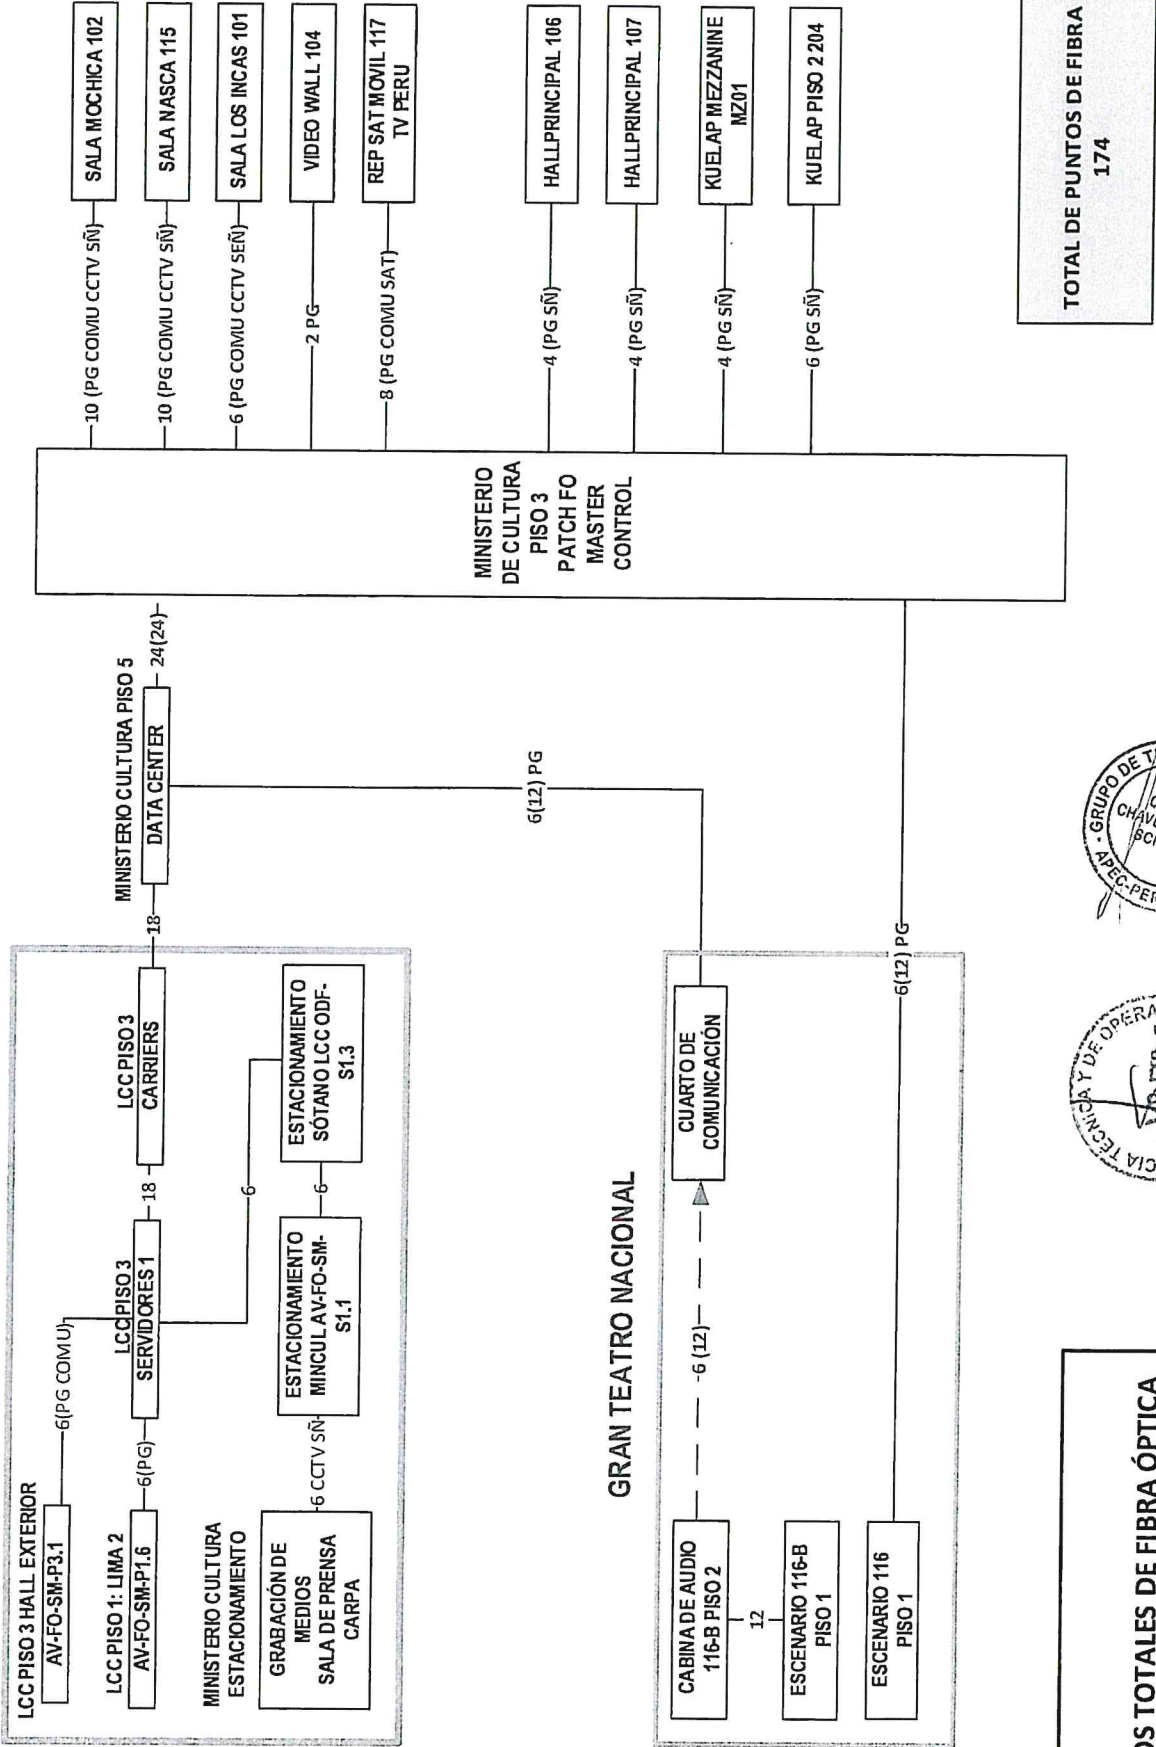 LCC PISO 3 HALL EXTERIOR
AV-FO-SM-P3.1
6(PG COMU)
LCC PISO 1: LIMA 2
AV-FO-SM-P1.6
6(PG)
LCC PISO 3
SERVIDORES 1
18
LCC PISO 3
CARRIERS
18
MINISTERIO CULTURA PISO 5
DATA CENTER
24(24)
MINISTERIO CULTURA
ESTACIONAMIENTO
GRABACIÓN DE
MEDIOS
SALA DE PRENSA
CARPA
6 CCTV SÑ
ESTACIONAMIENTO
MINCUL AV-FO-SM-
S1.1
6
6
ESTACIONAMIENTO
SÓTANO LCC ODF-
S1.3
6(12) PG
GRAN TEATRO NACIONAL
CABINA DE AUDIO
116-B PISO 2
6 (12)
CUARTO DE
COMUNICACIÓN
12
ESCENARIO 116-B
PISO 1
ESCENARIO 116
PISO 1
6(12) PG
MINISTERIO
DE CULTURA
PISO 3
PATCH FO
MASTER
CONTROL
10 (PG COMU CCTV SÑ)
SALA MOCHICA 102
10 (PG COMU CCTV SÑ)
SALA NASCA 115
6 (PG COMU CCTV SEÑ)
SALA LOS INCAS 101
2 PG
VIDEO WALL 104
8 (PG COMU SAT)
REP SAT MOVIL 117
TV PERU
4 (PG SÑ)
HALLPRINCIPAL 106
4 (PG SÑ)
HALLPRINCIPAL 107
4 (PG SÑ)
KUELAP MEZZANINE
MZ01
6 (PG SÑ)
KUELAP PISO 2 204
TOTAL DE PUNTOS DE FIBRA
174
OS TOTALES DE FIBRA ÓPTICA
CIA TÉCNICA Y DE OPERA
APEC-PER - GRUPO DE T